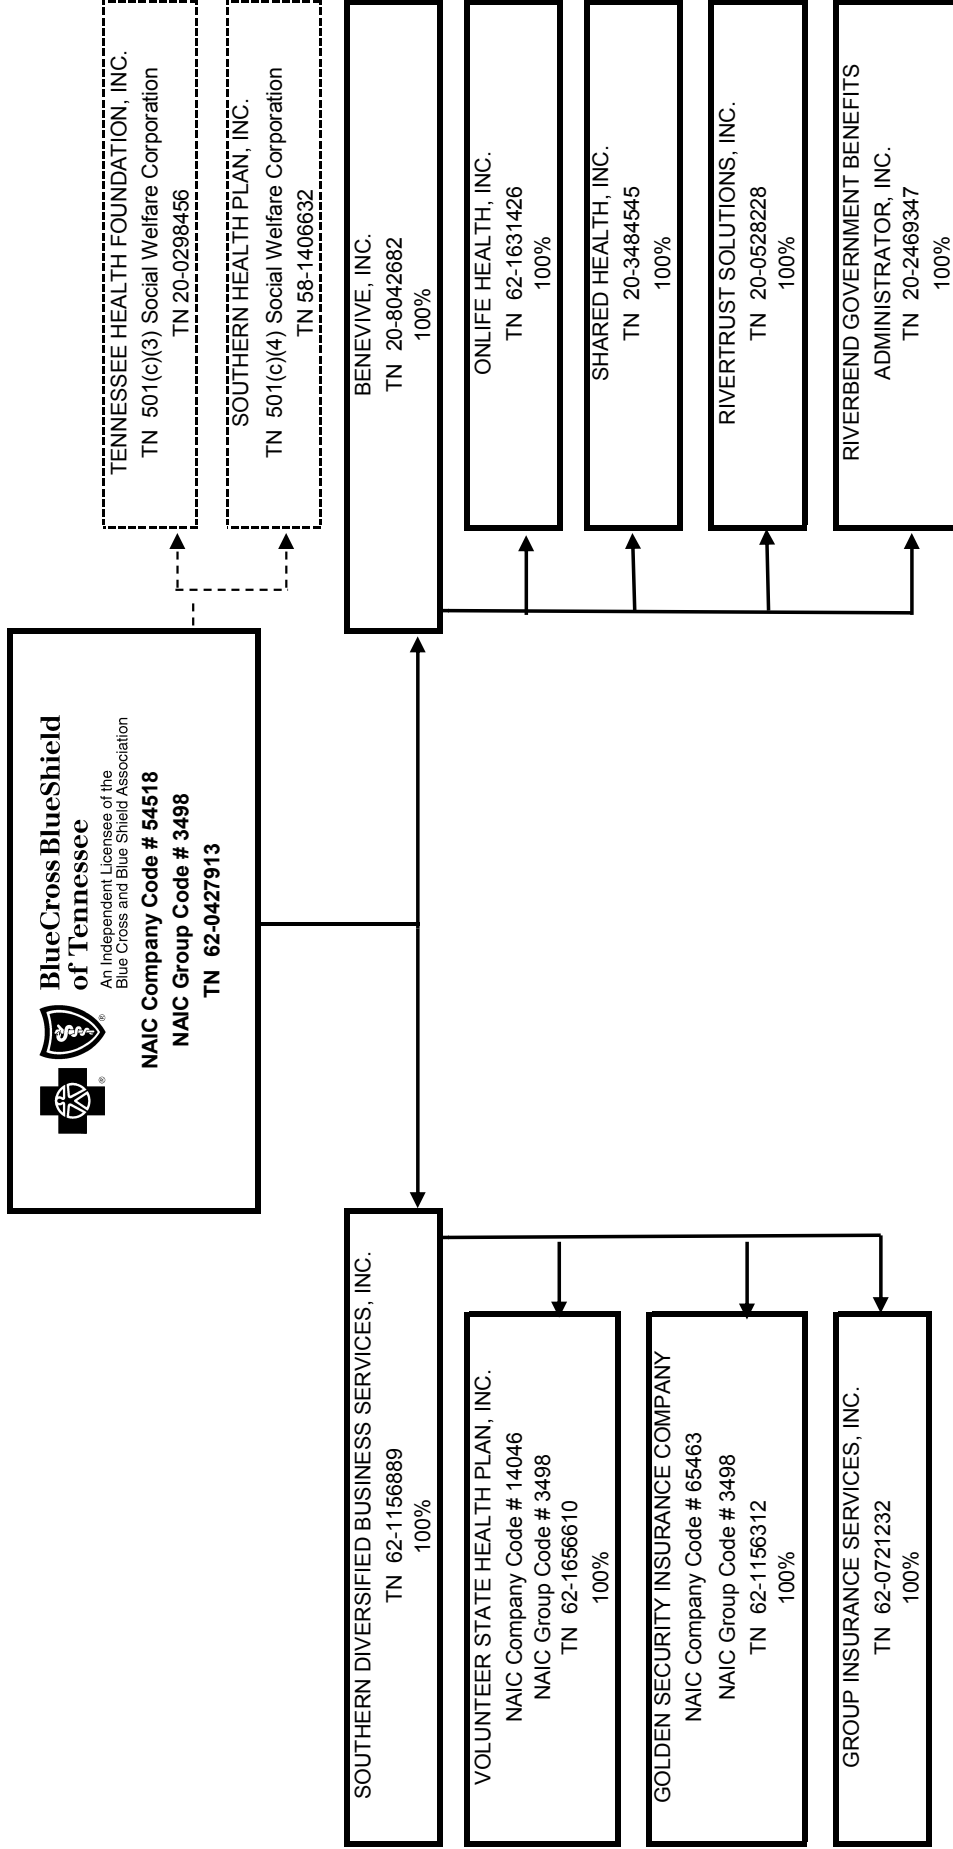 BlueCross BlueShield
of Tennessee
An Independent Licensee of the
Blue Cross and Blue Shield Association
® ®
NAIC Company Code # 54518
NAIC Group Code # 3498
TN 62-0427913
TENNESSEE HEALTH FOUNDATION, INC.
TN 501(c)(3) Social Welfare Corporation
TN 20-0298456
SOUTHERN HEALTH PLAN, INC.
TN 501(c)(4) Social Welfare Corporation
TN 58-1406632
SOUTHERN DIVERSIFIED BUSINESS SERVICES, INC.
TN 62-1156889
100%
VOLUNTEER STATE HEALTH PLAN, INC.
NAIC Company Code # 14046
NAIC Group Code # 3498
TN 62-1656610
100%
GOLDEN SECURITY INSURANCE COMPANY
NAIC Company Code # 65463
NAIC Group Code # 3498
TN 62-1156312
100%
GROUP INSURANCE SERVICES, INC.
TN 62-0721232
100%
BENEVIVE, INC.
TN 20-8042682
100%
ONLIFE HEALTH, INC.
TN 62-1631426
100%
SHARED HEALTH, INC.
TN 20-3484545
100%
RIVERTRUST SOLUTIONS, INC.
TN 20-0528228
100%
RIVERBEND GOVERNMENT BENEFITS
ADMINISTRATOR, INC.
TN 20-2469347
100%